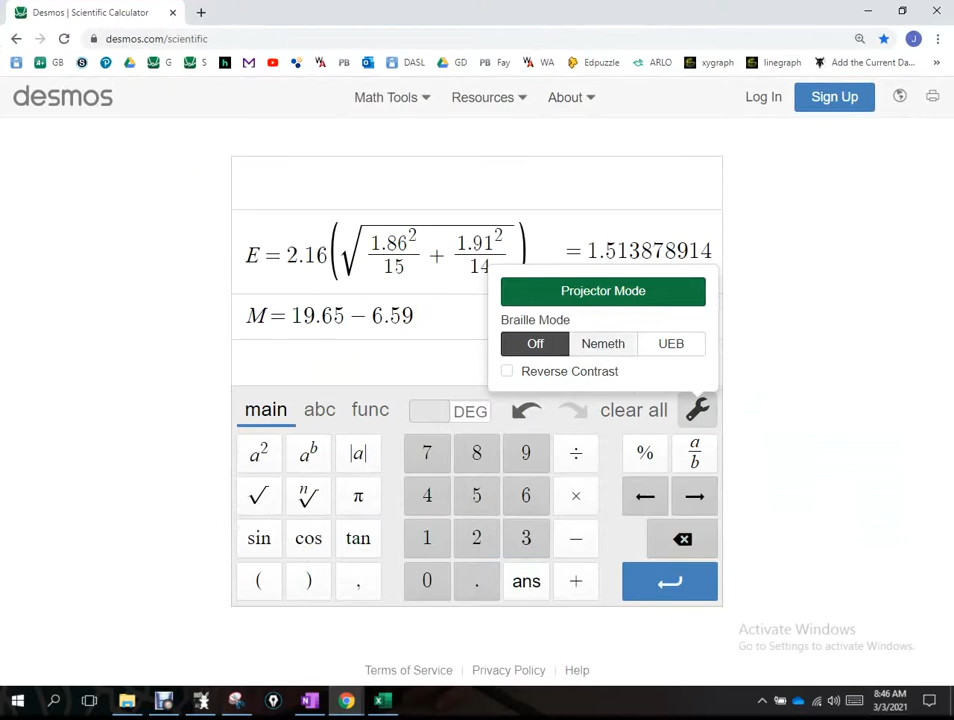 Desmos | Scientific Calculator
desmos.com/scientific
GB G S PB DASL GD PB Fay WA Edpuzzle ARLO xygraph linegraph Add the Current Da...
desmos Math Tools Resources About Log In Sign Up
E = 2.16(√(1.86²/15 + 1.91²/14)) = 1.513878914
Projector Mode
Braille Mode
M = 19.65 − 6.59
Off Nemeth UEB
Reverse Contrast
main abc func DEG clear all
a² aᵇ |a| 7 8 9 ÷ % a/b
√ ⁿ√ π 4 5 6 × ← →
sin cos tan 1 2 3 −
( ) , 0 . ans +
Activate Windows
Go to Settings to activate Windows.
Terms of Service | Privacy Policy | Help
8:46 AM
3/3/2021